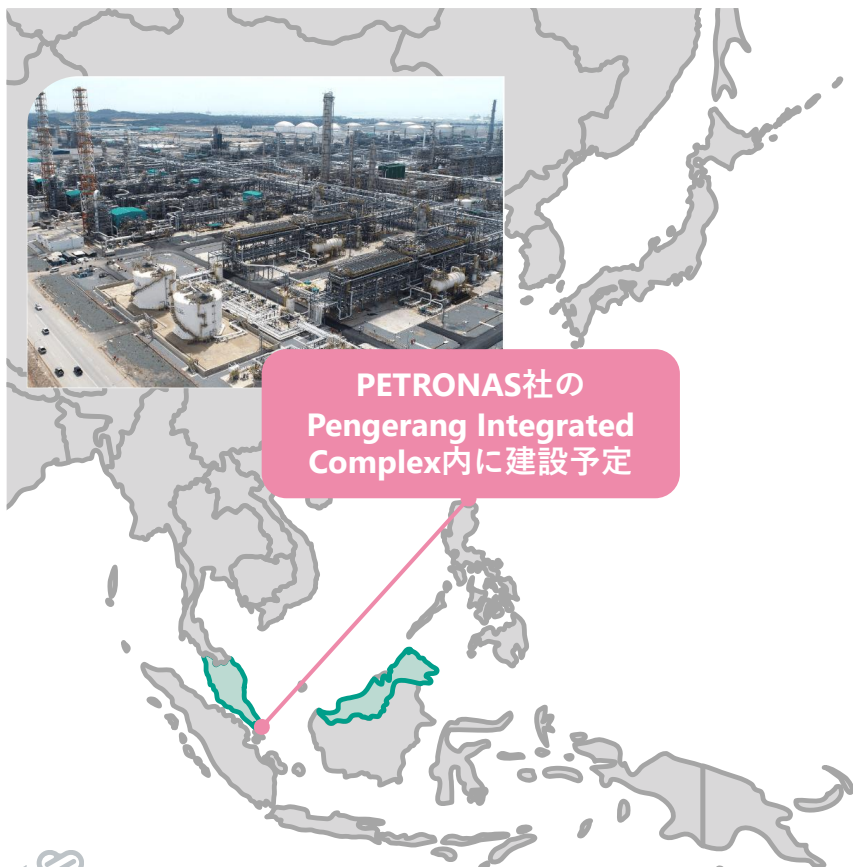 PETRONAS社の
Pengerang Integrated
Complex内に建設予定